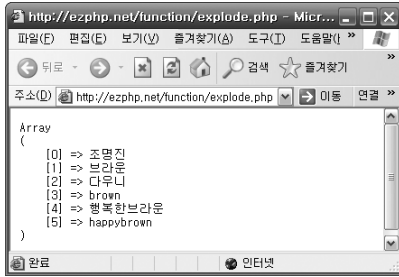 http://ezphp.net/function/explode.php - Micr...
파일(F) 편집(E) 보기(V) 즐겨찾기(A) 도구(T) 도움말(
뒤로 검색 즐겨찾기
주소(D) http://ezphp.net/function/explode.php 이동 연결
Array
(
[0] => 조명진
[1] => 브라운
[2] => 다우니
[3] => brown
[4] => 행복한브라운
[5] => happybrown
)
완료 인터넷